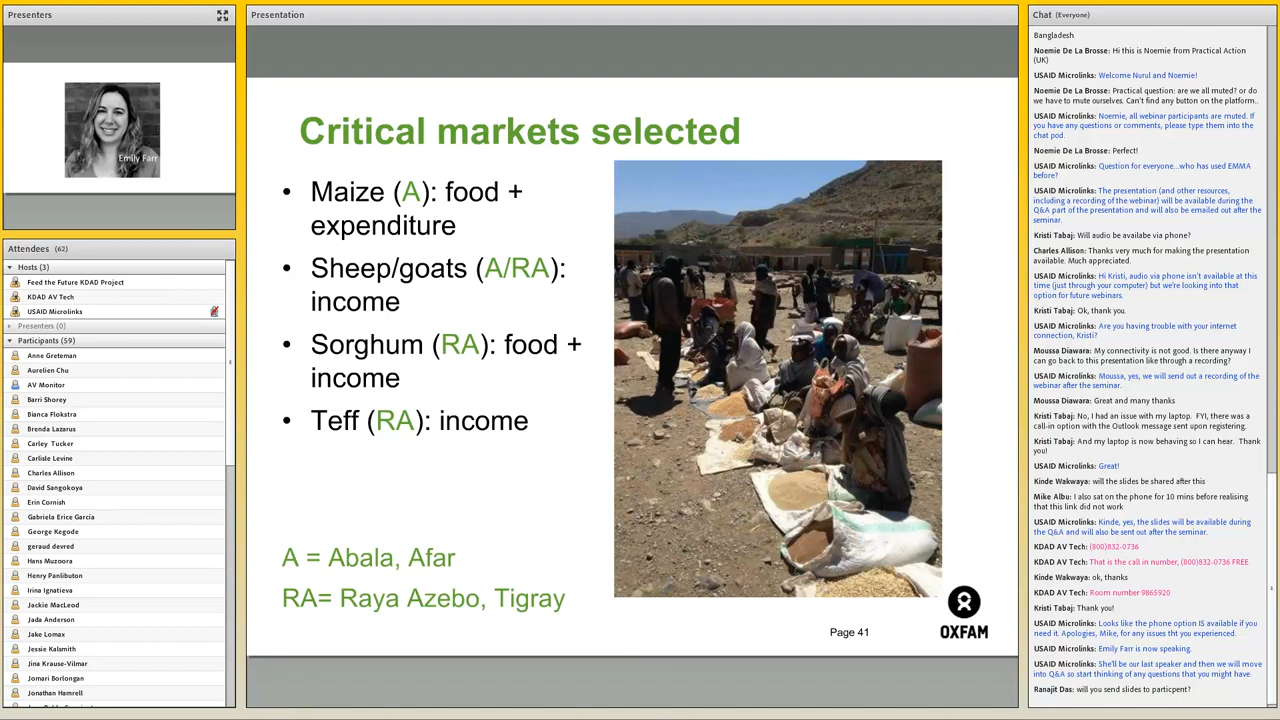 Presenters
Emily Farr
Attendees (62)
Hosts (3)
Feed the Future KDAD Project
KDAD AV Tech
USAID Microlinks
Presenters (0)
Participants (59)
Anne Greteman
Aurelien Chu
AV Monitor
Barri Shorey
Bianca Flokstra
Brenda Lazarus
Carley Tucker
Carlisle Levine
Charles Allison
David Sangokoya
Erin Cornish
Gabriela Erice García
George Kegode
geraud devred
Hans Muzoora
Henry Panlibuton
Irina Ignatieva
Jackie MacLeod
Jada Andersen
Jake Lomax
Jessie Kalsmith
Jina Krause-Vilmar
Jomari Borlongan
Jonathan Hamrell
Presentation
Critical markets selected
• Maize (A): food +
expenditure
• Sheep/goats (A/RA):
income
• Sorghum (RA): food +
income
• Teff (RA): income
A = Abala, Afar
RA= Raya Azebo, Tigray
Page 41
OXFAM
Chat (Everyone)
Bangladesh
Noemie De La Brosse: Hi this is Noemie from Practical Action
(UK)
USAID Microlinks: Welcome Nurul and Noemie!
Noemie De La Brosse: Practical question: are we all muted? or do
we have to mute ourselves. Can't find any button on the platform..
USAID Microlinks: Noemie, all webinar participants are muted. If
you have any questions or comments, please type them into the
chat pod.
Noemie De La Brosse: Perfect!
USAID Microlinks: Question for everyone...who has used EMMA
before?
USAID Microlinks: The presentation (and other resources,
including a recording of the webinar) will be available during the
Q&A part of the presentation and will also be emailed out after the
seminar.
Kristi Tabaj: Will audio be availabe via phone?
Charles Allison: Thanks very much for making the presentation
available. Much appreciated.
USAID Microlinks: Hi Kristi, audio via phone isn't available at this
time (just through your computer) but we're looking into that
option for future webinars.
Kristi Tabaj: Ok, thank you.
USAID Microlinks: Are you having trouble with your internet
connection, Kristi?
Moussa Diawara: My connectivity is not good. Is there anyway I
can go back to this presentation like through a recording?
USAID Microlinks: Moussa, yes, we will send out a recording of the
webinar after the seminar.
Moussa Diawara: Great and many thanks
Kristi Tabaj: No, I had an issue with my laptop. FYI, there was a
call-in option with the Outlook message sent upon registering.
Kristi Tabaj: And my laptop is now behaving so I can hear. Thank
you!
USAID Microlinks: Great!
Kinde Wakwaya: will the slides be shared after this
Mike Albu: I also sat on the phone for 10 mins before realising
that this link did not work
USAID Microlinks: Kinde, yes, the slides will be available during
the Q&A and will also be sent out after the seminar.
KDAD AV Tech: (800)832-0736
KDAD AV Tech: That is the call in number, (800)832-0736 FREE
Kinde Wakwaya: ok, thanks
KDAD AV Tech: Room number 9865920
Kristi Tabaj: Thank you!
USAID Microlinks: Looks like the phone option IS available if you
need it. Apologies, Mike, for any issues tht you experienced.
USAID Microlinks: Emily Farr is now speaking.
USAID Microlinks: She'll be our last speaker and then we will move
into Q&A so start thinking of any questions that you might have.
Ranajit Das: will you send slides to particpent?